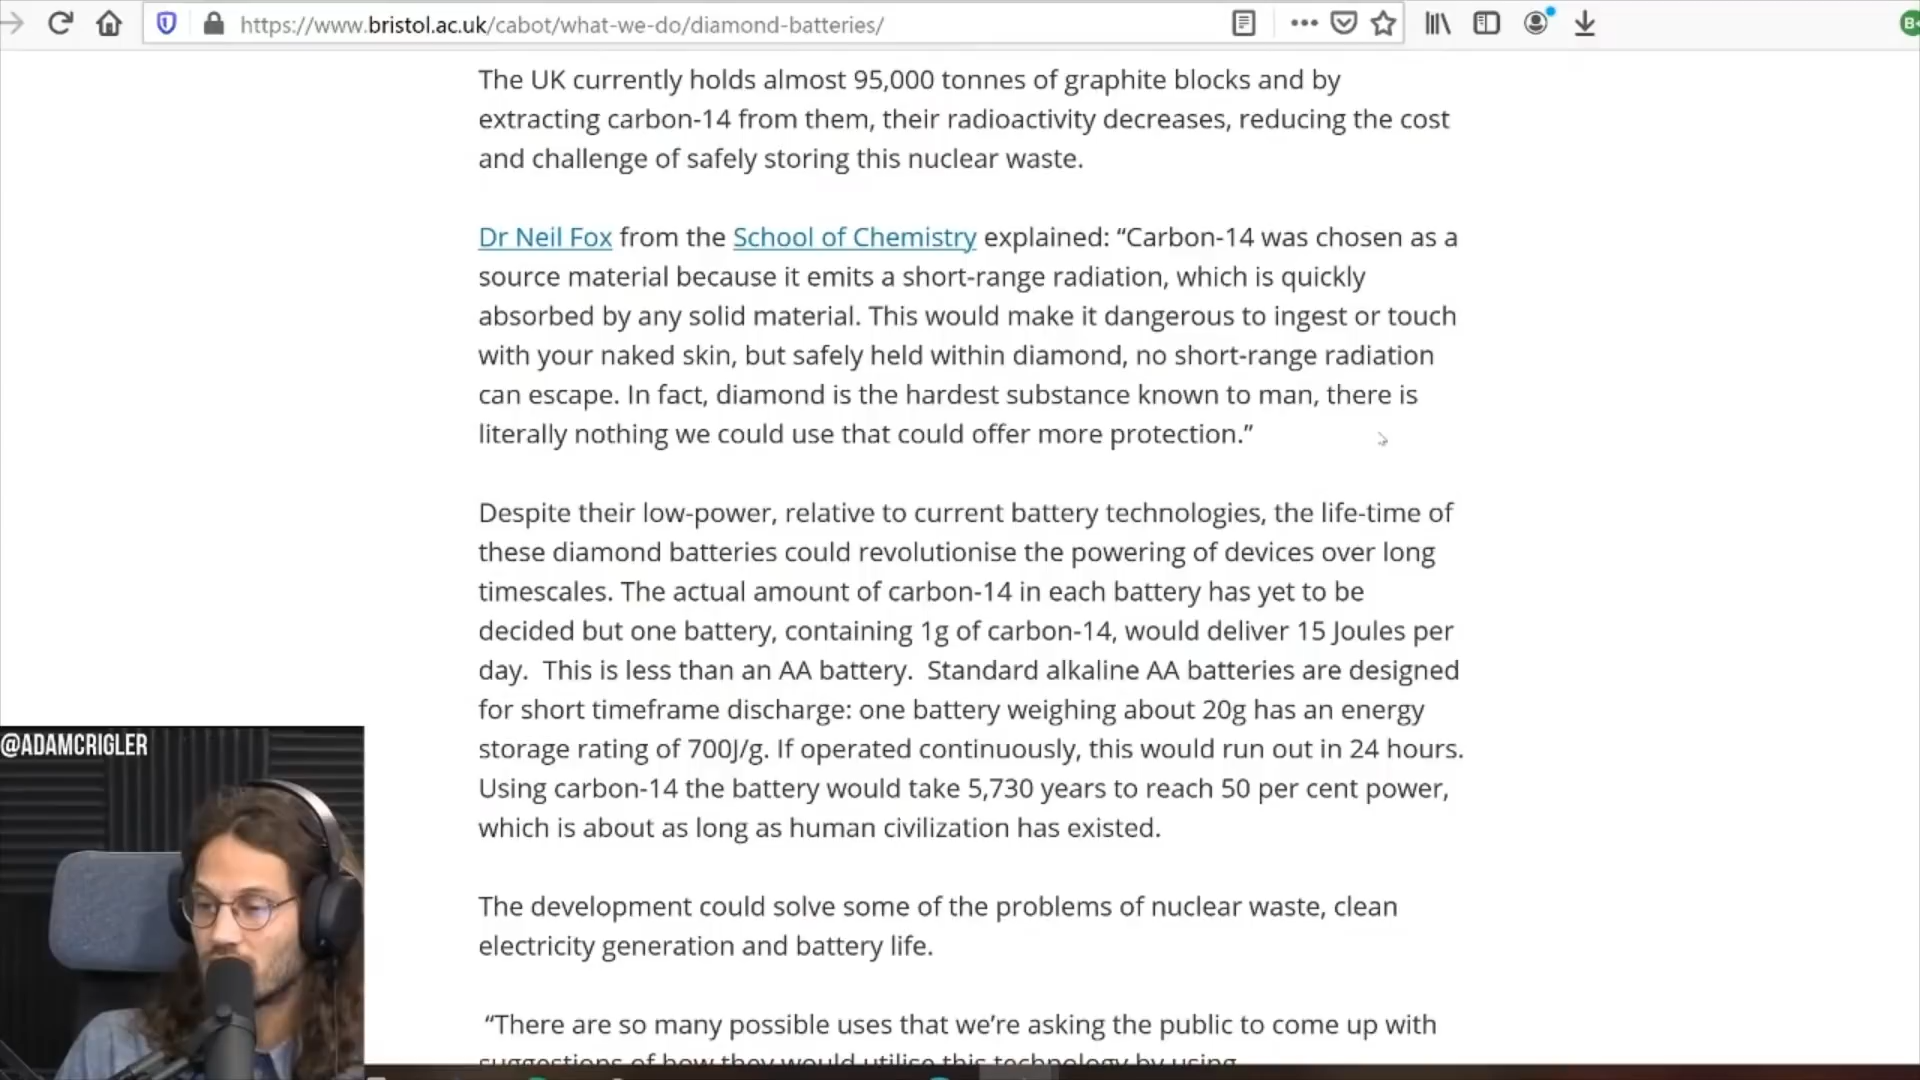 https://www.bristol.ac.uk/cabot/what-we-do/diamond-batteries/
The UK currently holds almost 95,000 tonnes of graphite blocks and by
extracting carbon-14 from them, their radioactivity decreases, reducing the cost
and challenge of safely storing this nuclear waste.
Dr Neil Fox from the School of Chemistry explained: “Carbon-14 was chosen as a
source material because it emits a short-range radiation, which is quickly
absorbed by any solid material. This would make it dangerous to ingest or touch
with your naked skin, but safely held within diamond, no short-range radiation
can escape. In fact, diamond is the hardest substance known to man, there is
literally nothing we could use that could offer more protection.”
Despite their low-power, relative to current battery technologies, the life-time of
these diamond batteries could revolutionise the powering of devices over long
timescales. The actual amount of carbon-14 in each battery has yet to be
decided but one battery, containing 1g of carbon-14, would deliver 15 Joules per
day.  This is less than an AA battery.  Standard alkaline AA batteries are designed
for short timeframe discharge: one battery weighing about 20g has an energy
storage rating of 700J/g. If operated continuously, this would run out in 24 hours.
Using carbon-14 the battery would take 5,730 years to reach 50 per cent power,
which is about as long as human civilization has existed.
The development could solve some of the problems of nuclear waste, clean
electricity generation and battery life.
“There are so many possible uses that we’re asking the public to come up with
suggestions of how they would utilise this technology by using
@ADAMCRIGLER